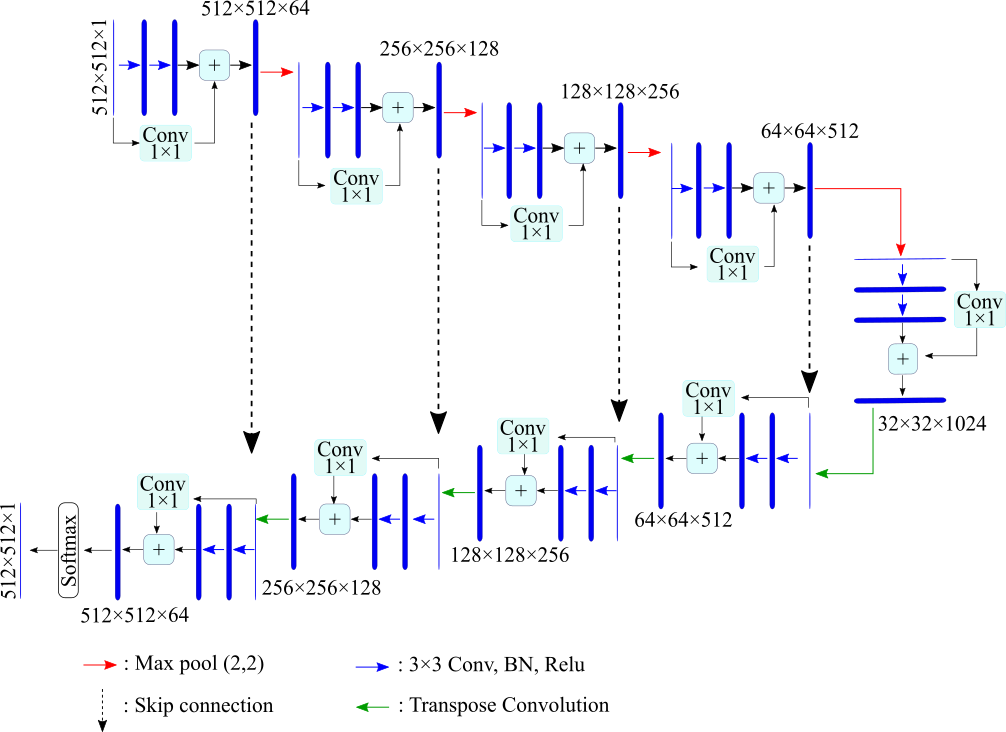 512×512×1
512×512×64
Conv
1×1
+
256×256×128
Conv
1×1
+
128×128×256
Conv
1×1
+
64×64×512
Conv
1×1
+
Conv
1×1
+
32×32×1024
Conv
1×1
+
64×64×512
Conv
1×1
+
128×128×256
Conv
1×1
+
256×256×128
Conv
1×1
+
512×512×64
Softmax
512×512×1
: Max pool (2,2)
: 3×3 Conv, BN, Relu
: Skip connection
: Transpose Convolution